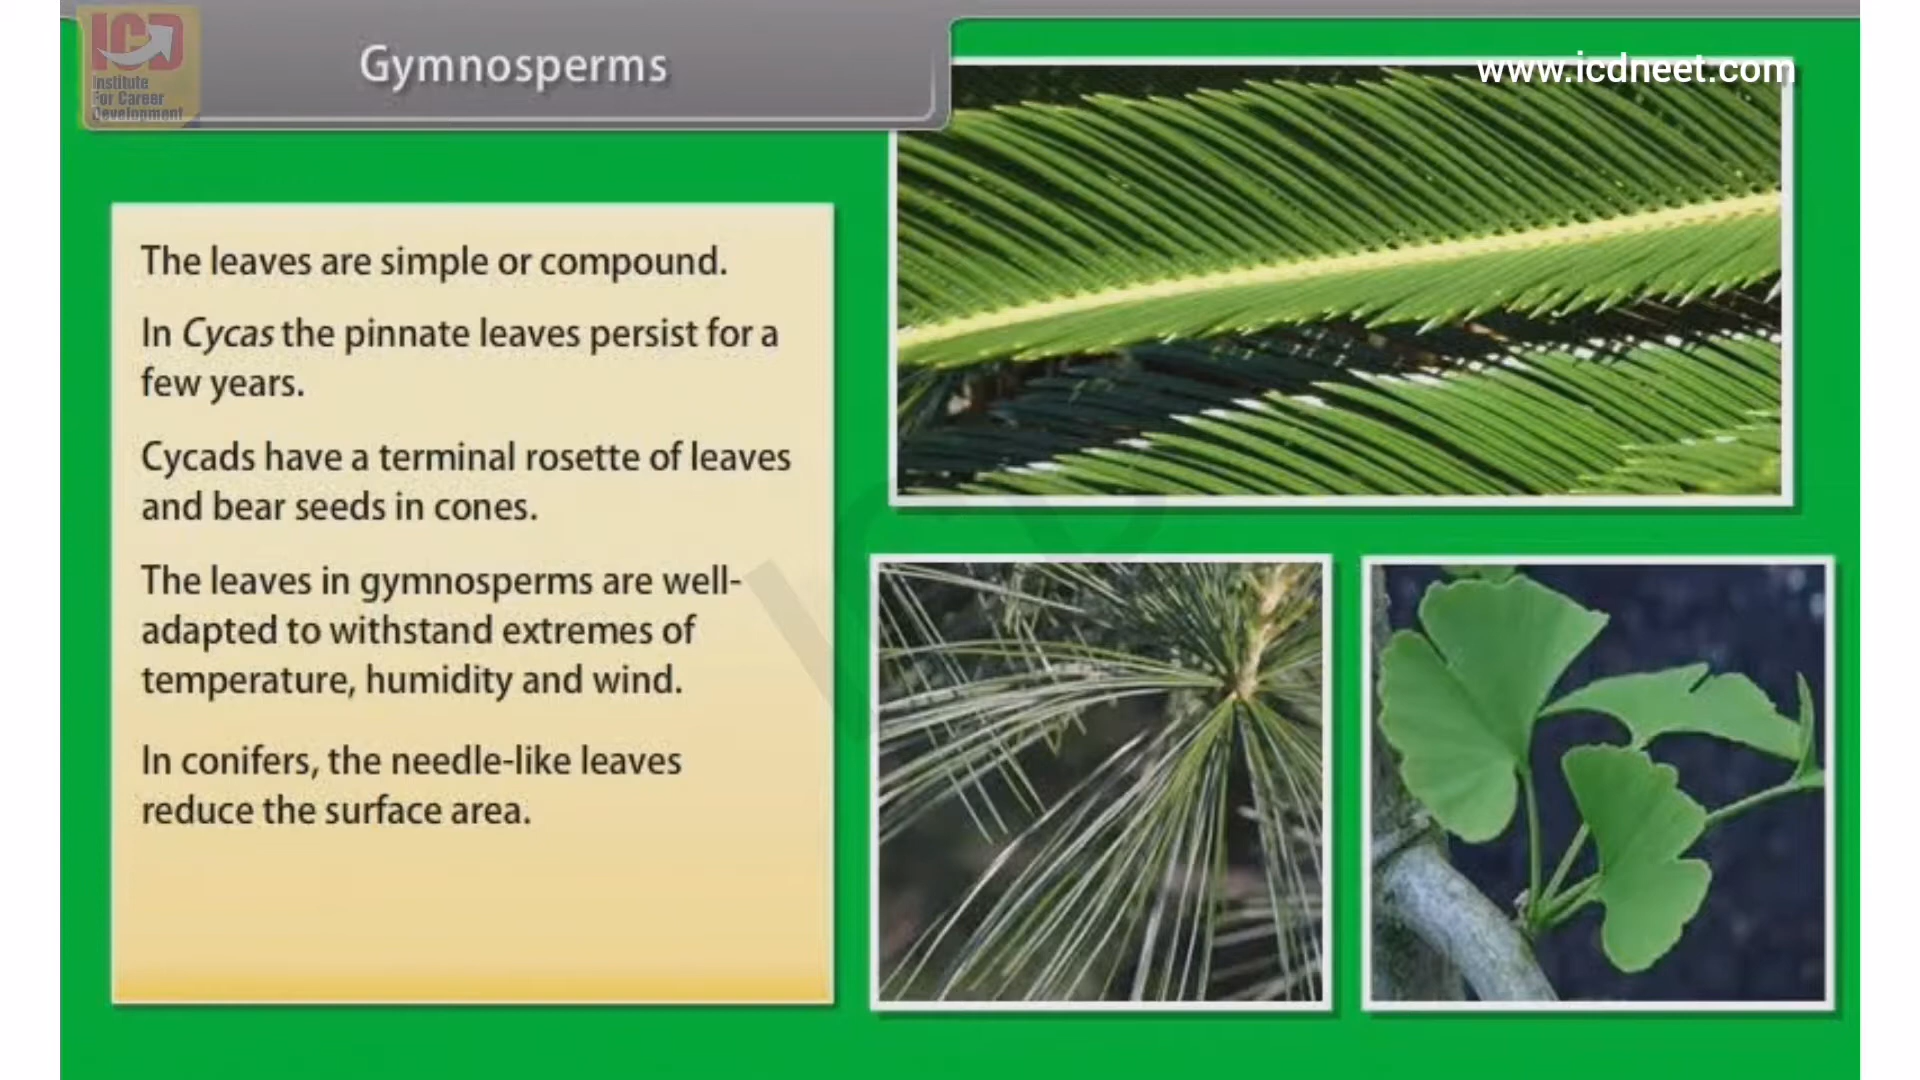 ICD
Institute
For Career
Development
Gymnosperms
www.icdneet.com
The leaves are simple or compound.
In Cycas the pinnate leaves persist for a
few years.
Cycads have a terminal rosette of leaves
and bear seeds in cones.
The leaves in gymnosperms are well-
adapted to withstand extremes of
temperature, humidity and wind.
In conifers, the needle-like leaves
reduce the surface area.
ICD